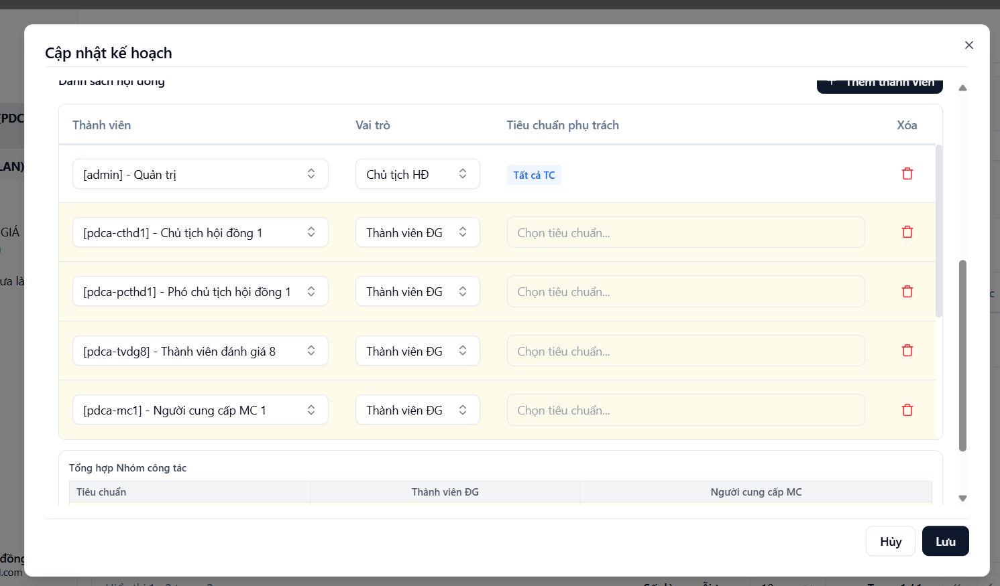 Cập nhật kế hoạch
Danh sách hội đồng
Thêm thành viên
Thành viên
Vai trò
Tiêu chuẩn phụ trách
Xóa
[admin] - Quản trị
Chủ tịch HĐ
Tất cả TC
[pdca-cthd1] - Chủ tịch hội đồng 1
Thành viên ĐG
Chọn tiêu chuẩn...
[pdca-pcthd1] - Phó chủ tịch hội đồng 1
Thành viên ĐG
Chọn tiêu chuẩn...
[pdca-tvdg8] - Thành viên đánh giá 8
Thành viên ĐG
Chọn tiêu chuẩn...
[pdca-mc1] - Người cung cấp MC 1
Thành viên ĐG
Chọn tiêu chuẩn...
Tổng hợp Nhóm công tác
Tiêu chuẩn
Thành viên ĐG
Người cung cấp MC
Hủy
Lưu
(PDC
LAN)
GIÁ
ưa là
đồng
.com